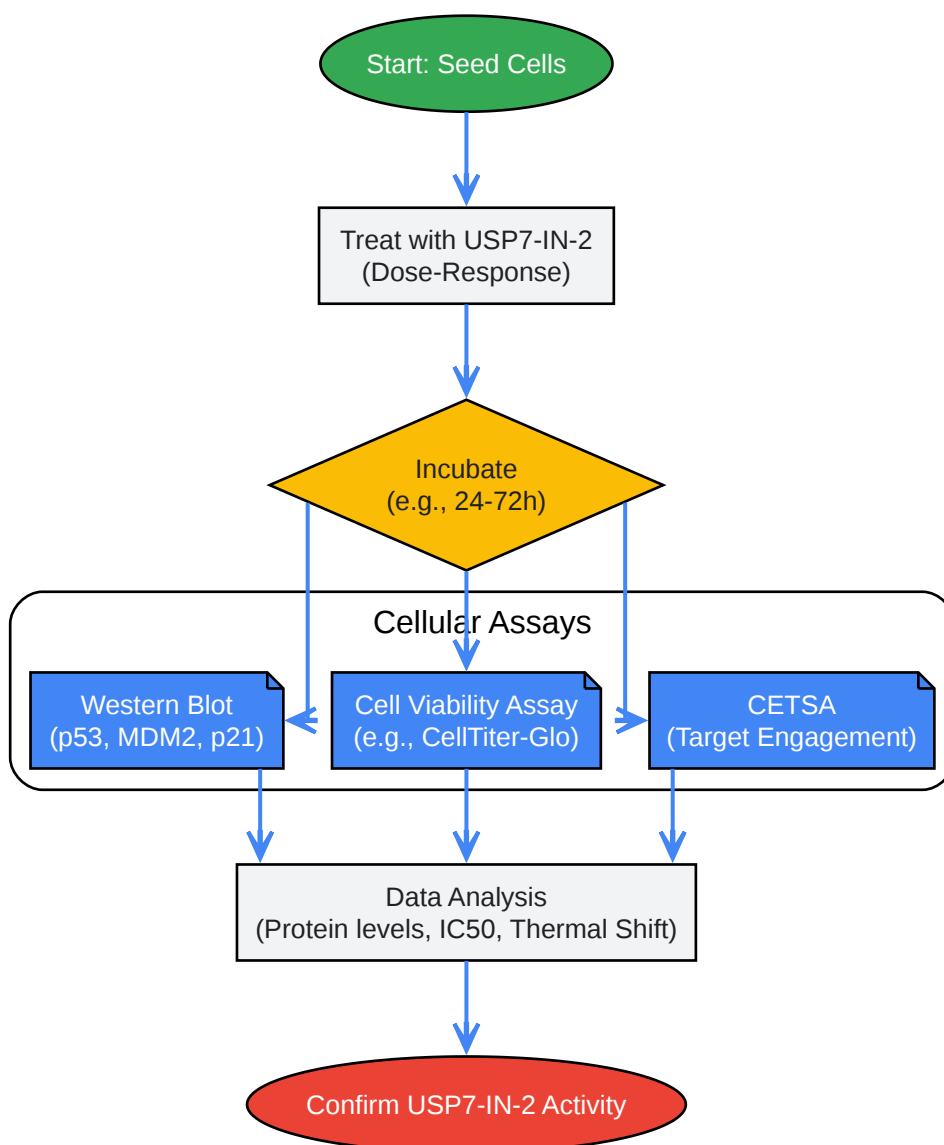 Start: Seed Cells
Treat with USP7-IN-2
(Dose-Response)
Incubate
(e.g., 24-72h)
Cellular Assays
Western Blot
(p53, MDM2, p21)
Cell Viability Assay
(e.g., CellTiter-Glo)
CETSA
(Target Engagement)
Data Analysis
(Protein levels, IC50, Thermal Shift)
Confirm USP7-IN-2 Activity